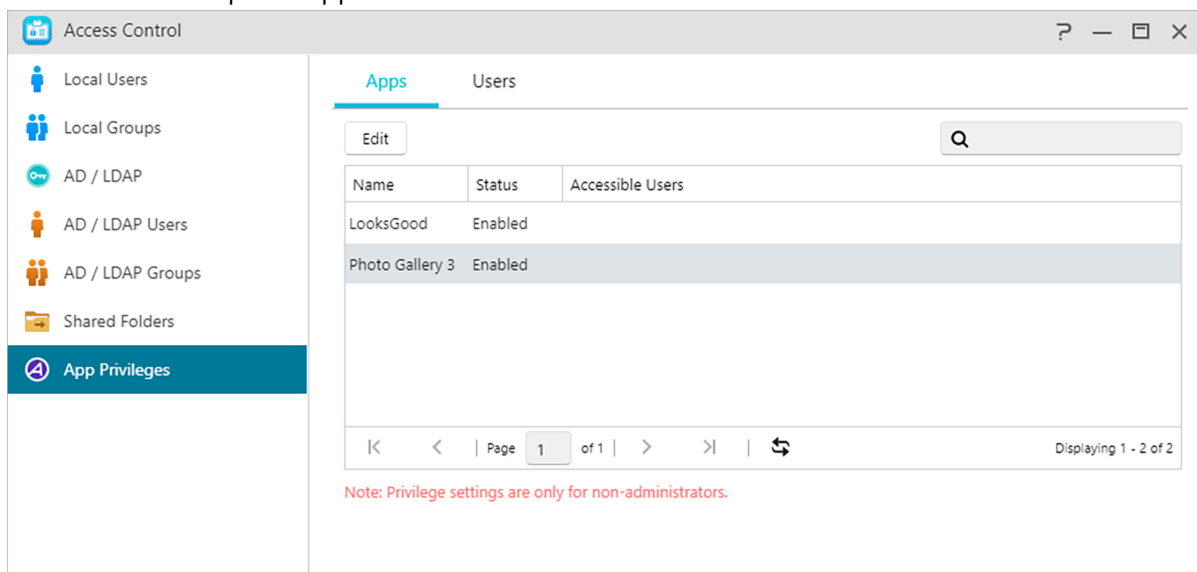 Access Control
Local Users
Local Groups
AD / LDAP
AD / LDAP Users
AD / LDAP Groups
Shared Folders
App Privileges
Apps Users
Edit
Name Status Accessible Users
LooksGood Enabled
Photo Gallery 3 Enabled
Page 1 of 1
Displaying 1 - 2 of 2
Note: Privilege settings are only for non-administrators.